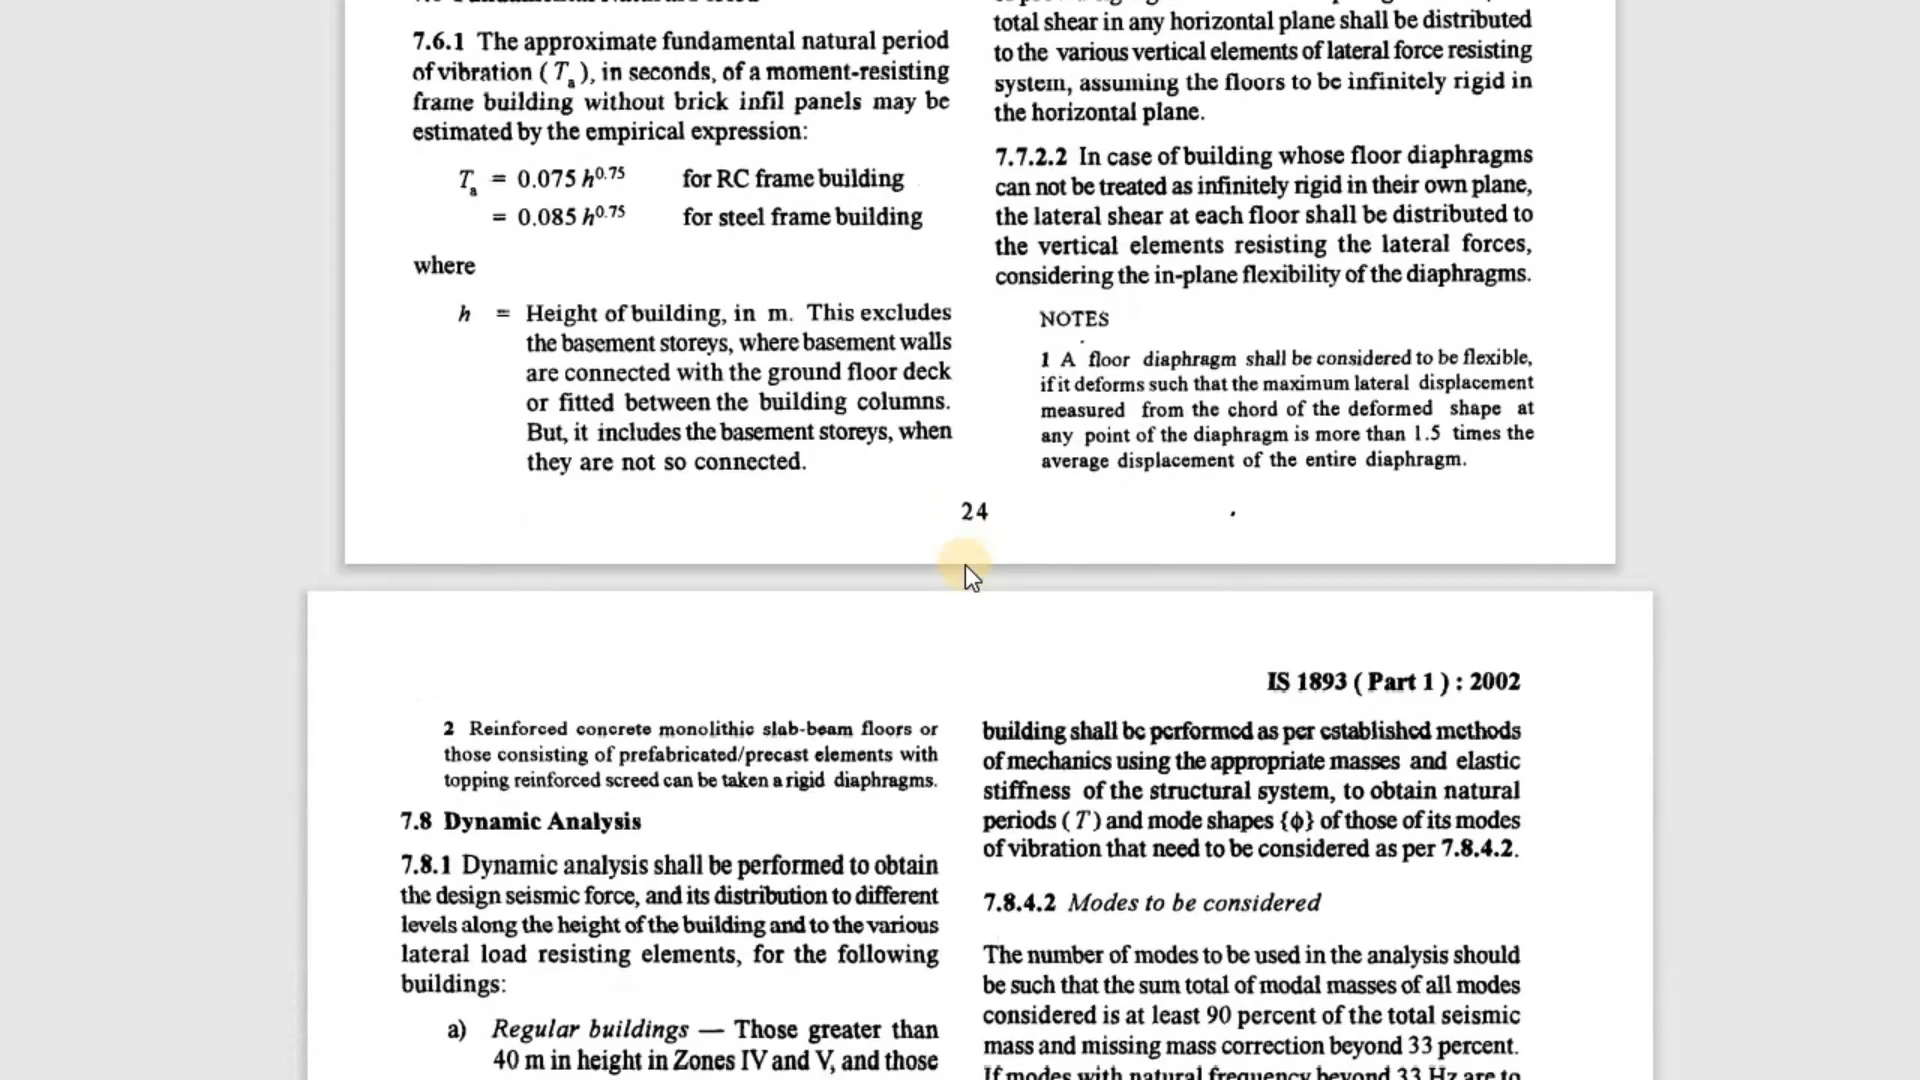 7.6.1 The approximate fundamental natural period
of vibration ( Ta ), in seconds, of a moment-resisting
frame building without brick infil panels may be
estimated by the empirical expression:
Ta = 0.075 h0.75 for RC frame building
= 0.085 h0.75 for steel frame building
where
h = Height of building, in m. This excludes
the basement storeys, where basement walls
are connected with the ground floor deck
or fitted between the building columns.
But, it includes the basement storeys, when
they are not so connected.
total shear in any horizontal plane shall be distributed
to the various vertical elements of lateral force resisting
system, assuming the floors to be infinitely rigid in
the horizontal plane.
7.7.2.2 In case of building whose floor diaphragms
can not be treated as infinitely rigid in their own plane,
the lateral shear at each floor shall be distributed to
the vertical elements resisting the lateral forces,
considering the in-plane flexibility of the diaphragms.
NOTES
1 A floor diaphragm shall be considered to be flexible,
if it deforms such that the maximum lateral displacement
measured from the chord of the deformed shape at
any point of the diaphragm is more than 1.5 times the
average displacement of the entire diaphragm.
24
IS 1893 ( Part 1 ) : 2002
2 Reinforced concrete monolithic slab-beam floors or
those consisting of prefabricated/precast elements with
topping reinforced screed can be taken a rigid diaphragms.
7.8 Dynamic Analysis
7.8.1 Dynamic analysis shall be performed to obtain
the design seismic force, and its distribution to different
levels along the height of the building and to the various
lateral load resisting elements, for the following
buildings:
a) Regular buildings — Those greater than
40 m in height in Zones IV and V, and those
building shall be performed as per established methods
of mechanics using the appropriate masses and elastic
stiffness of the structural system, to obtain natural
periods ( T ) and mode shapes {ϕ} of those of its modes
of vibration that need to be considered as per 7.8.4.2.
7.8.4.2 Modes to be considered
The number of modes to be used in the analysis should
be such that the sum total of modal masses of all modes
considered is at least 90 percent of the total seismic
mass and missing mass correction beyond 33 percent.
If modes with natural frequency beyond 33 Hz are to